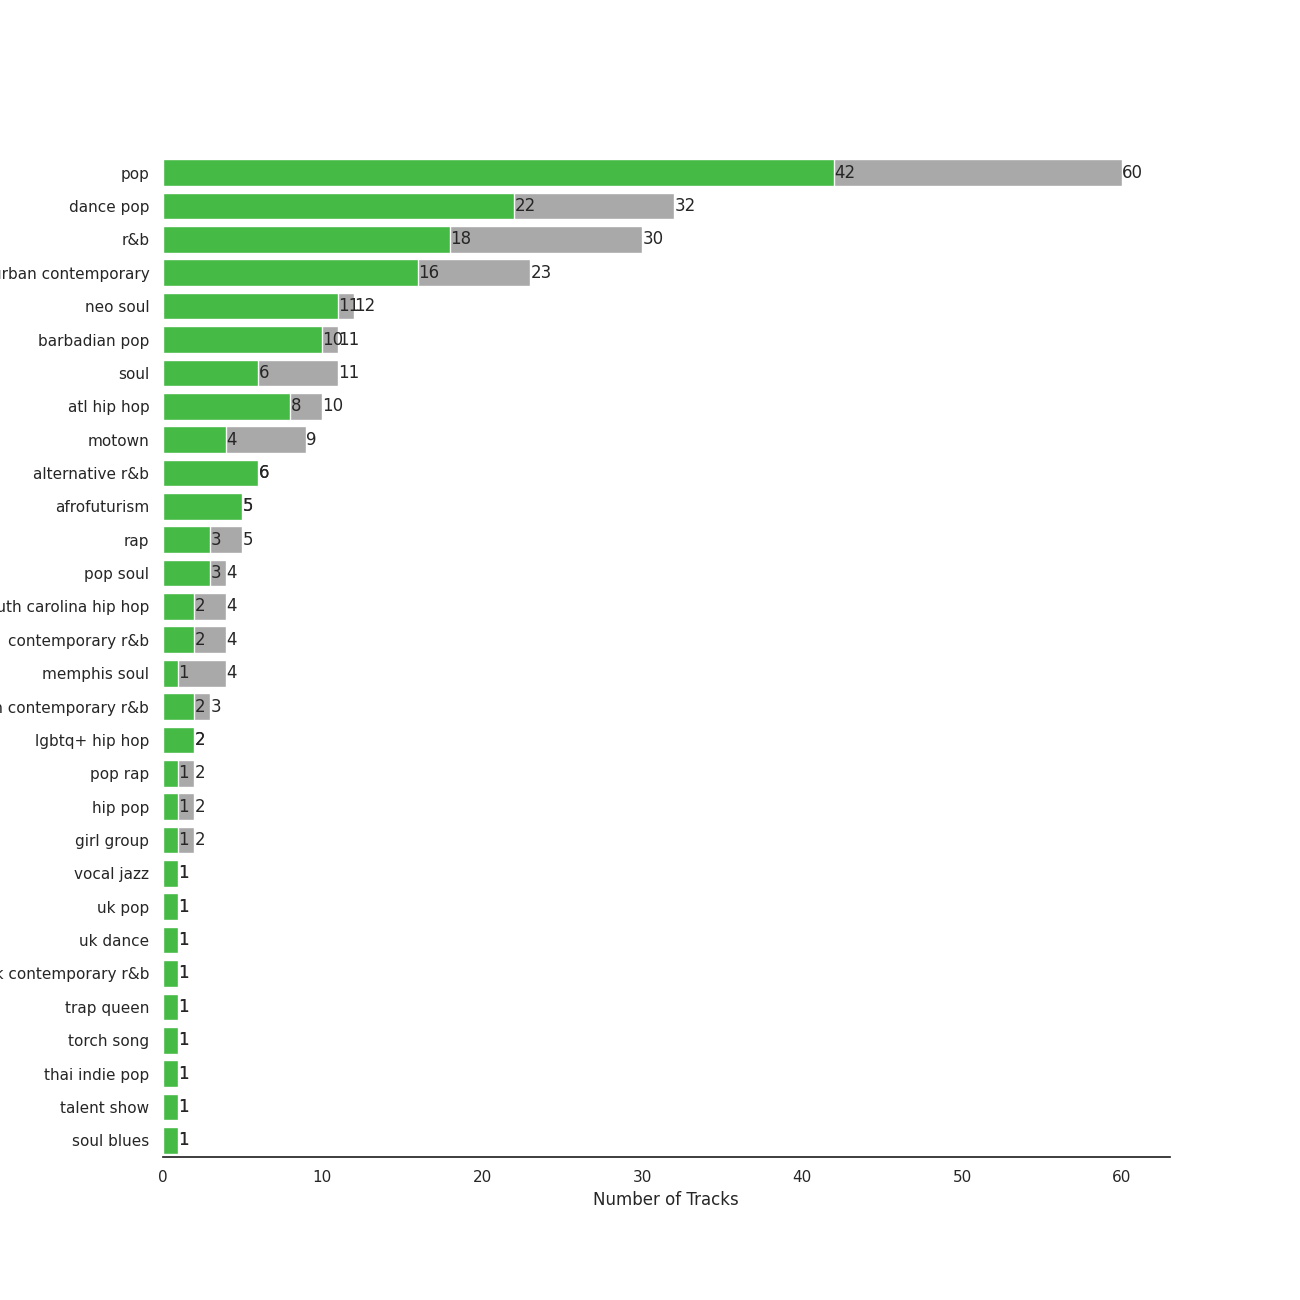 pop 42 60
dance pop 22 32
r&b 18 30
urban contemporary 16 23
neo soul 11 12
barbadian pop 10 11
soul 6 11
atl hip hop 8 10
motown 4 9
alternative r&b 6
afrofuturism 5
rap 3 5
pop soul 3 4
uth carolina hip hop 2 4
contemporary r&b 2 4
memphis soul 1 4
contemporary r&b 2 3
lgbtq+ hip hop 2
pop rap 1 2
hip pop 1 2
girl group 1 2
vocal jazz 1
uk pop 1
uk dance 1
contemporary r&b 1
trap queen 1
torch song 1
thai indie pop 1
talent show 1
soul blues 1
0 10 20 30 40 50 60
Number of Tracks